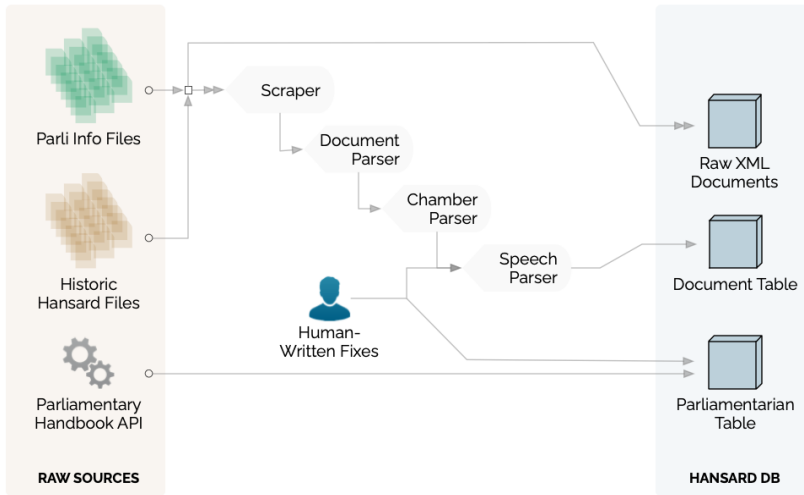 Parli Info Files
Historic
Hansard Files
Parliamentary
Handbook API
RAW SOURCES
Scraper
Document
Parser
Chamber
Parser
Speech
Parser
Human-
Written Fixes
Raw XML
Documents
Document Table
Parliamentarian
Table
HANSARD DB